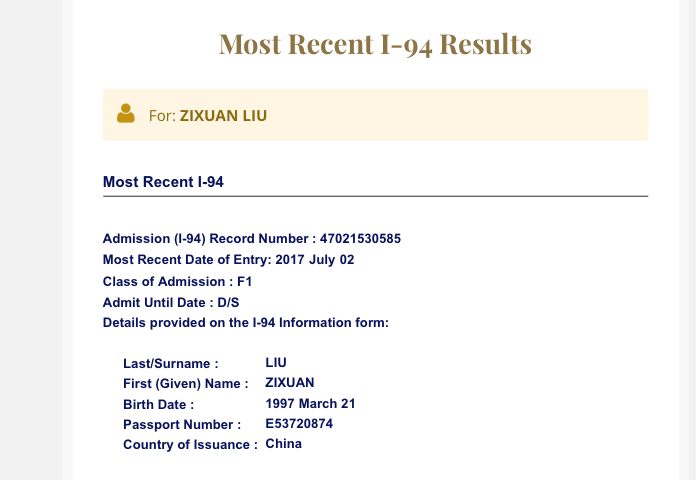 Most Recent I-94 Results
For: ZIXUAN LIU
Most Recent I-94
Admission (I-94) Record Number : 47021530585
Most Recent Date of Entry: 2017 July 02
Class of Admission : F1
Admit Until Date : D/S
Details provided on the I-94 Information form:
Last/Surname : LIU
First (Given) Name : ZIXUAN
Birth Date : 1997 March 21
Passport Number : E53720874
Country of Issuance : China